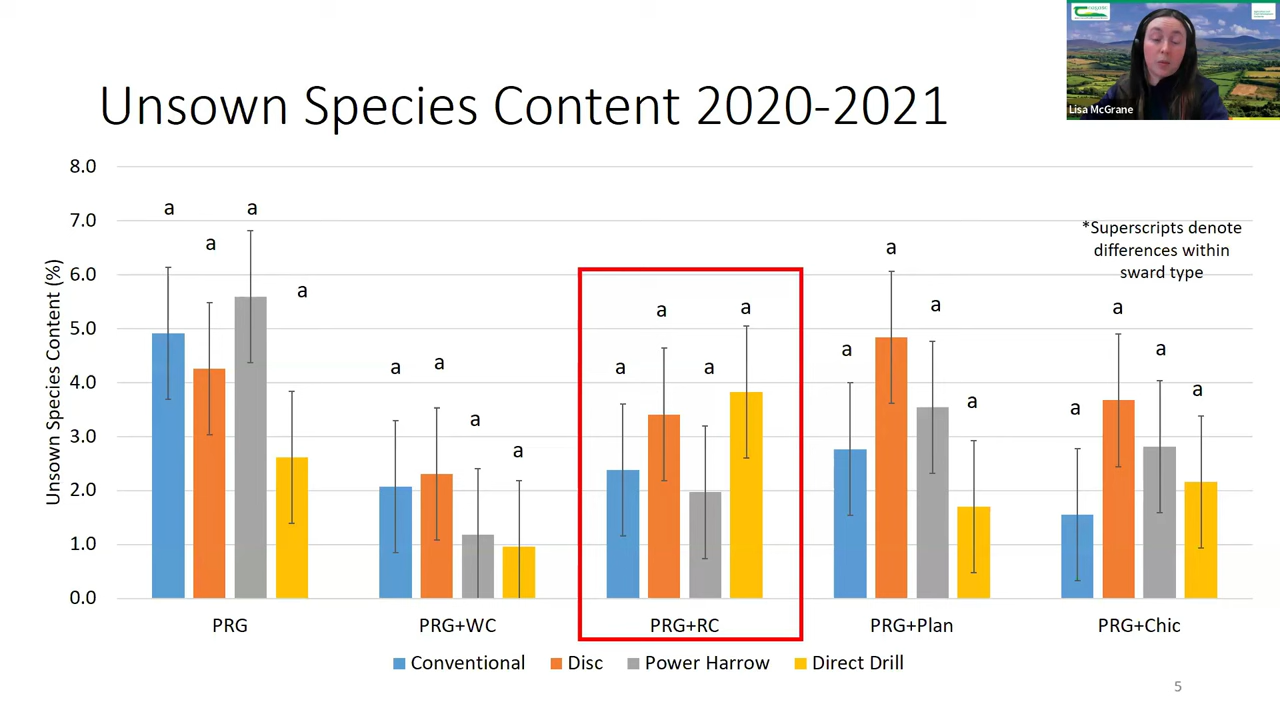 Lisa McGrane
Unsown Species Content 2020-2021
*Superscripts denote
differences within
sward type
Unsown Species Content (%)
8.0
7.0
6.0
5.0
4.0
3.0
2.0
1.0
0.0
a a a a
a a a a
a a a a
a a a a
a a a a
PRG PRG+WC PRG+RC PRG+Plan PRG+Chic
Conventional Disc Power Harrow Direct Drill
5